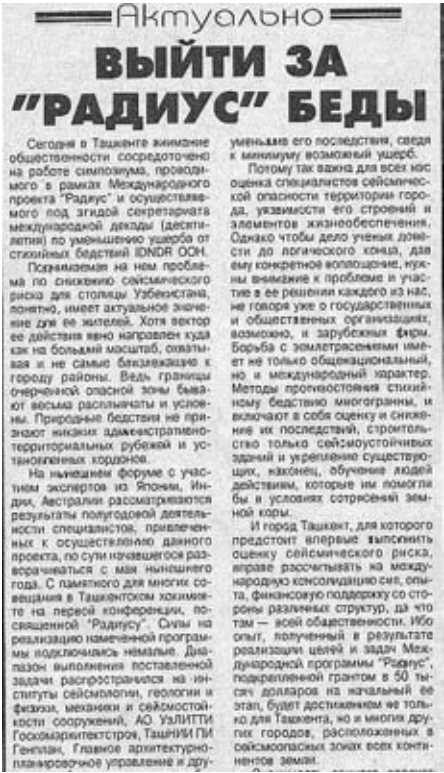 Актуально
ВЫЙТИ ЗА
"РАДИУС" БЕДЫ
Сегодня в Ташкенте внимание
общественности сосредоточено
на работе симпозиума, проводи-
мого в рамках Международного
проекта "Радиус" и осуществляе-
мого под эгидой секретариата
международной декады (десяти-
летия) по уменьшению ущерба от
стихийных бедствий IDNDR ООН.
Поднимаемая на нем пробле-
ма по снижению сейсмического
риска для столицы Узбекистана,
понятно, имеет актуальное значе-
ние для ее жителей. Хотя вектор
ее действия явно направлен куда
как на больший масштаб, охваты-
вая и не самые близлежащие к
городу районы. Ведь границы
очерченной опасной зоны быва-
ют весьма расплывчаты и услов-
ны. Природные бедствия не при-
знают никаких административно-
территориальных рубежей и ус-
тановленных кордонов.
На нынешнем форуме с учас-
тием экспертов из Японии, Ин-
дии, Австралии рассматриваются
результаты полугодовой деятель-
ности специалистов, привлечен-
ных к осуществлению данного
проекта, по сути начавшегося раз-
ворачиваться с мая нынешнего
года. С памятного для многих со-
вещания в Ташкентском хокимия-
те на первой конференции, по-
священной "Радиусу". Силы на
реализацию намеченной програм-
мы подключились немалые. Диа-
пазон выполнения поставленной
задачи распространился на ин-
ституты сейсмологии, геологии и
физики, механики и сейсмостой-
кости сооружений, АО УзЛИТТИ
Госкомархитектстроя, ТашНИИ ПИ
Генплан, Главное архитектурно-
планировочное управление и дру-
уменьшив его последствия, сведя
к минимуму возможный ущерб.
Потому так важна для всех нас
оценка специалистов сейсмичес-
кой опасности территории горо-
да, уязвимости его строений и
элементов жизнеобеспечения.
Однако чтобы дело ученых довес-
ти до логического конца, дав
ему конкретное воплощение, нуж-
ны внимание к проблеме и учас-
тие в ее решении каждого из нас,
не говоря уже о государственных
и общественных организациях,
возможно, и зарубежных фирм.
Борьба с землетрясениями име-
ет не только общенациональный,
но и международный характер.
Методы противостояния стихий-
ному бедствию многогранны, и
включают в себя оценку и сниже-
ние их последствий, строительс-
тво только сейсмоустойчивых
зданий и укрепление существую-
щих, наконец, обучение людей
действиям, которые им помогли
бы в условиях сотрясений зем-
ной коры.
И город Ташкент, для которого
предстоит впервые выполнить
оценку сейсмического риска,
вправе рассчитывать на между-
народную консолидацию сил, опы-
та, финансовую поддержку со сто-
роны различных структур, да что
там — всей общественности. Ибо
опыт, полученный в результате
реализации целей и задач Меж-
дународной программы "Радиус",
подкрепленной грантом в 50 ты-
сяч долларов на начальный ее
этап, будет достижением не толь-
ко для Ташкента, но и многих дру-
гих городов, расположенных в
сейсмоопасных зонах всех конти-
нентов земли.